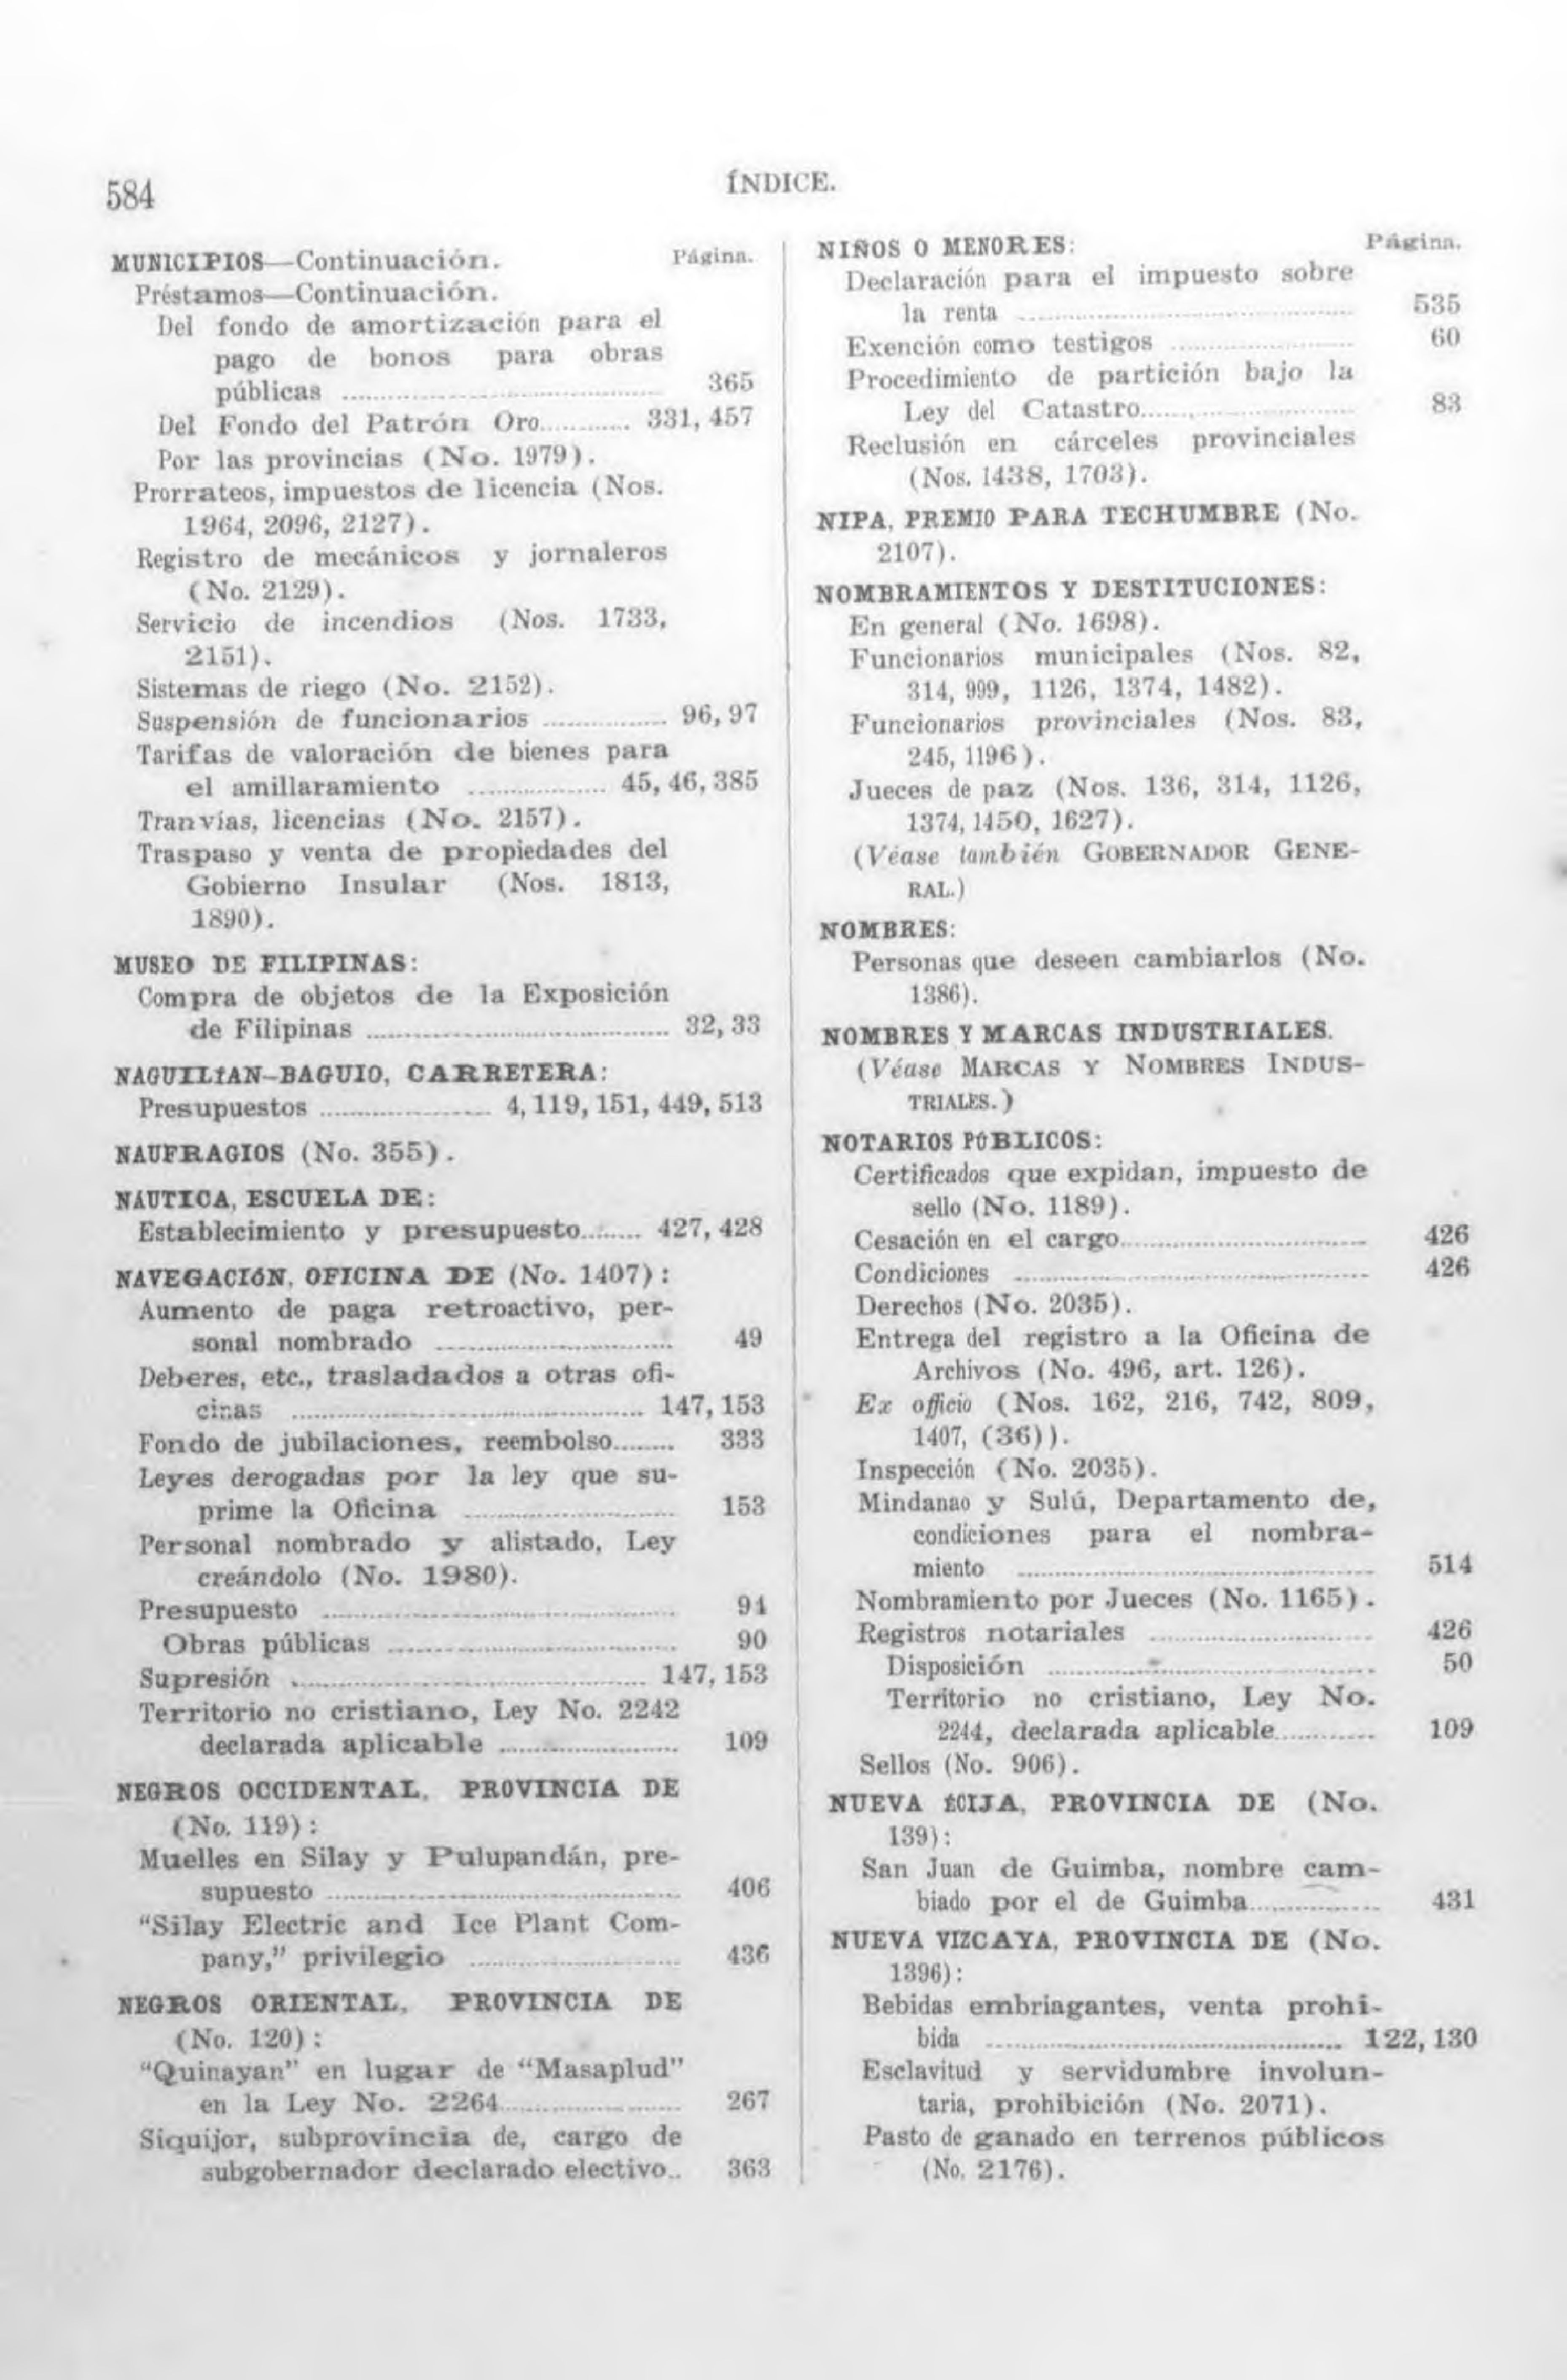 584
ÍNDICE.
MUNICIPIOS—Continuación. Página.
Préstamos—Continuación.
Del fondo de amortización para el
pago de bonos para obras
públicas ........ 365
Del Fondo del Patrón Oro........ 331, 457
Por las provincias (No. 1979).
Prorrateos, impuestos de licencia (Nos.
1964, 2096, 2127).
Registro de mecánicos y jornaleros
(No. 2129).
Servicio de incendios (Nos. 1733,
2151).
Sistemas de riego (No. 2152).
Suspensión de funcionarios ........ 96, 97
Tarifas de valoración de bienes para
el amillaramiento ........ 45, 46, 385
Tranvías, licencias (No. 2157).
Traspaso y venta de propiedades del
Gobierno Insular (Nos. 1813,
1890).
MUSEO DE FILIPINAS:
Compra de objetos de la Exposición
de Filipinas ........ 32, 33
NAGUILÍAN–BAGUIO, CARRETERA:
Presupuestos ........ 4, 119, 151, 449, 513
NAUFRAGIOS (No. 355).
NÁUTICA, ESCUELA DE:
Establecimiento y presupuesto........ 427, 428
NAVEGACIÓN, OFICINA DE (No. 1407):
Aumento de paga retroactivo, per-
sonal nombrado ........ 49
Deberes, etc., trasladados a otras ofi-
cinas ........ 147, 153
Fondo de jubilaciones, reembolso........ 333
Leyes derogadas por la ley que su-
prime la Oficina ........ 153
Personal nombrado y alistado, Ley
creándolo (No. 1980).
Presupuesto ........ 94
Obras públicas ........ 90
Supresión ........ 147, 153
Territorio no cristiano, Ley No. 2242
declarada aplicable ........ 109
NEGROS OCCIDENTAL, PROVINCIA DE
(No. 119):
Muelles en Silay y Pulupandán, pre-
supuesto ........ 406
“Silay Electric and Ice Plant Com-
pany,” privilegio ........ 436
NEGROS ORIENTAL, PROVINCIA DE
(No. 120):
“Quinayan” en lugar de “Masaplud”
en la Ley No. 2264........ 267
Siquijor, subprovincia de, cargo de
subgobernador declarado electivo.. 363
NIÑOS O MENORES: Página.
Declaración para el impuesto sobre
la renta ........ 535
Exención como testigos ........ 60
Procedimiento de partición bajo la
Ley del Catastro........ 83
Reclusión en cárceles provinciales
(Nos. 1438, 1703).
NIPA, PREMIO PARA TECHUMBRE (No.
2107).
NOMBRAMIENTOS Y DESTITUCIONES:
En general (No. 1698).
Funcionarios municipales (Nos. 82,
314, 999, 1126, 1374, 1482).
Funcionarios provinciales (Nos. 83,
245, 1196).
Jueces de paz (Nos. 136, 314, 1126,
1374, 1450, 1627).
(Véase también GOBERNADOR GENE-
RAL.)
NOMBRES:
Personas que deseen cambiarlos (No.
1386).
NOMBRES Y MARCAS INDUSTRIALES.
(Véase MARCAS Y NOMBRES INDUS-
TRIALES.)
NOTARIOS PÚBLICOS:
Certificados que expidan, impuesto de
sello (No. 1189).
Cesación en el cargo........ 426
Condiciones ........ 426
Derechos (No. 2035).
Entrega del registro a la Oficina de
Archivos (No. 496, art. 126).
Ex officio (Nos. 162, 216, 742, 809,
1407, (36)).
Inspección (No. 2035).
Mindanao y Sulú, Departamento de,
condiciones para el nombra-
miento ........ 514
Nombramiento por Jueces (No. 1165).
Registros notariales ........ 426
Disposición ........ 50
Territorio no cristiano, Ley No.
2244, declarada aplicable........ 109
Sellos (No. 906).
NUEVA ÉCIJA, PROVINCIA DE (No.
139):
San Juan de Guimba, nombre cam-
biado por el de Guimba........ 431
NUEVA VIZCAYA, PROVINCIA DE (No.
1396):
Bebidas embriagantes, venta prohi-
bida ........ 122, 130
Esclavitud y servidumbre involun-
taria, prohibición (No. 2071).
Pasto de ganado en terrenos públicos
(No. 2176).